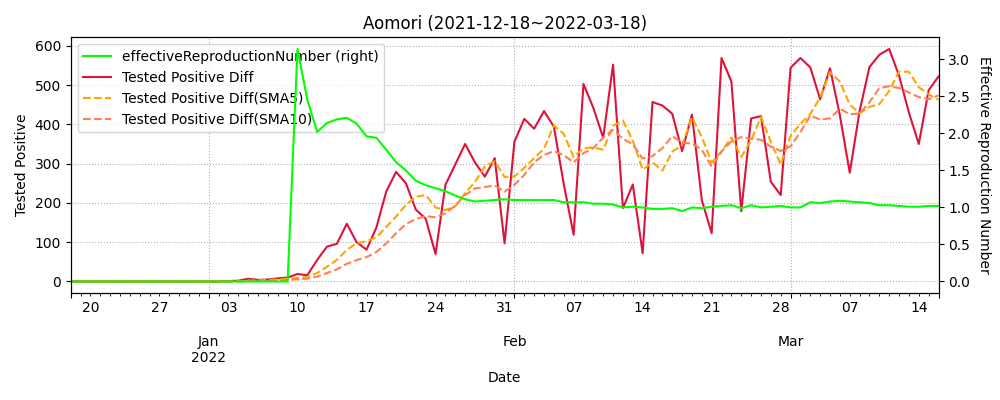 Aomori (2021-12-18~2022-03-18)
effectiveReproductionNumber (right)
Tested Positive Diff
Tested Positive Diff(SMA5)
Tested Positive Diff(SMA10)
Tested Positive
600
500
400
300
200
100
0
3.0
2.5
2.0
1.5
1.0
0.5
0.0
Effective Reproduction Number
20 27 03 10 17 24 31 07 14 21 28 07 14
Jan Feb Mar
2022
Date